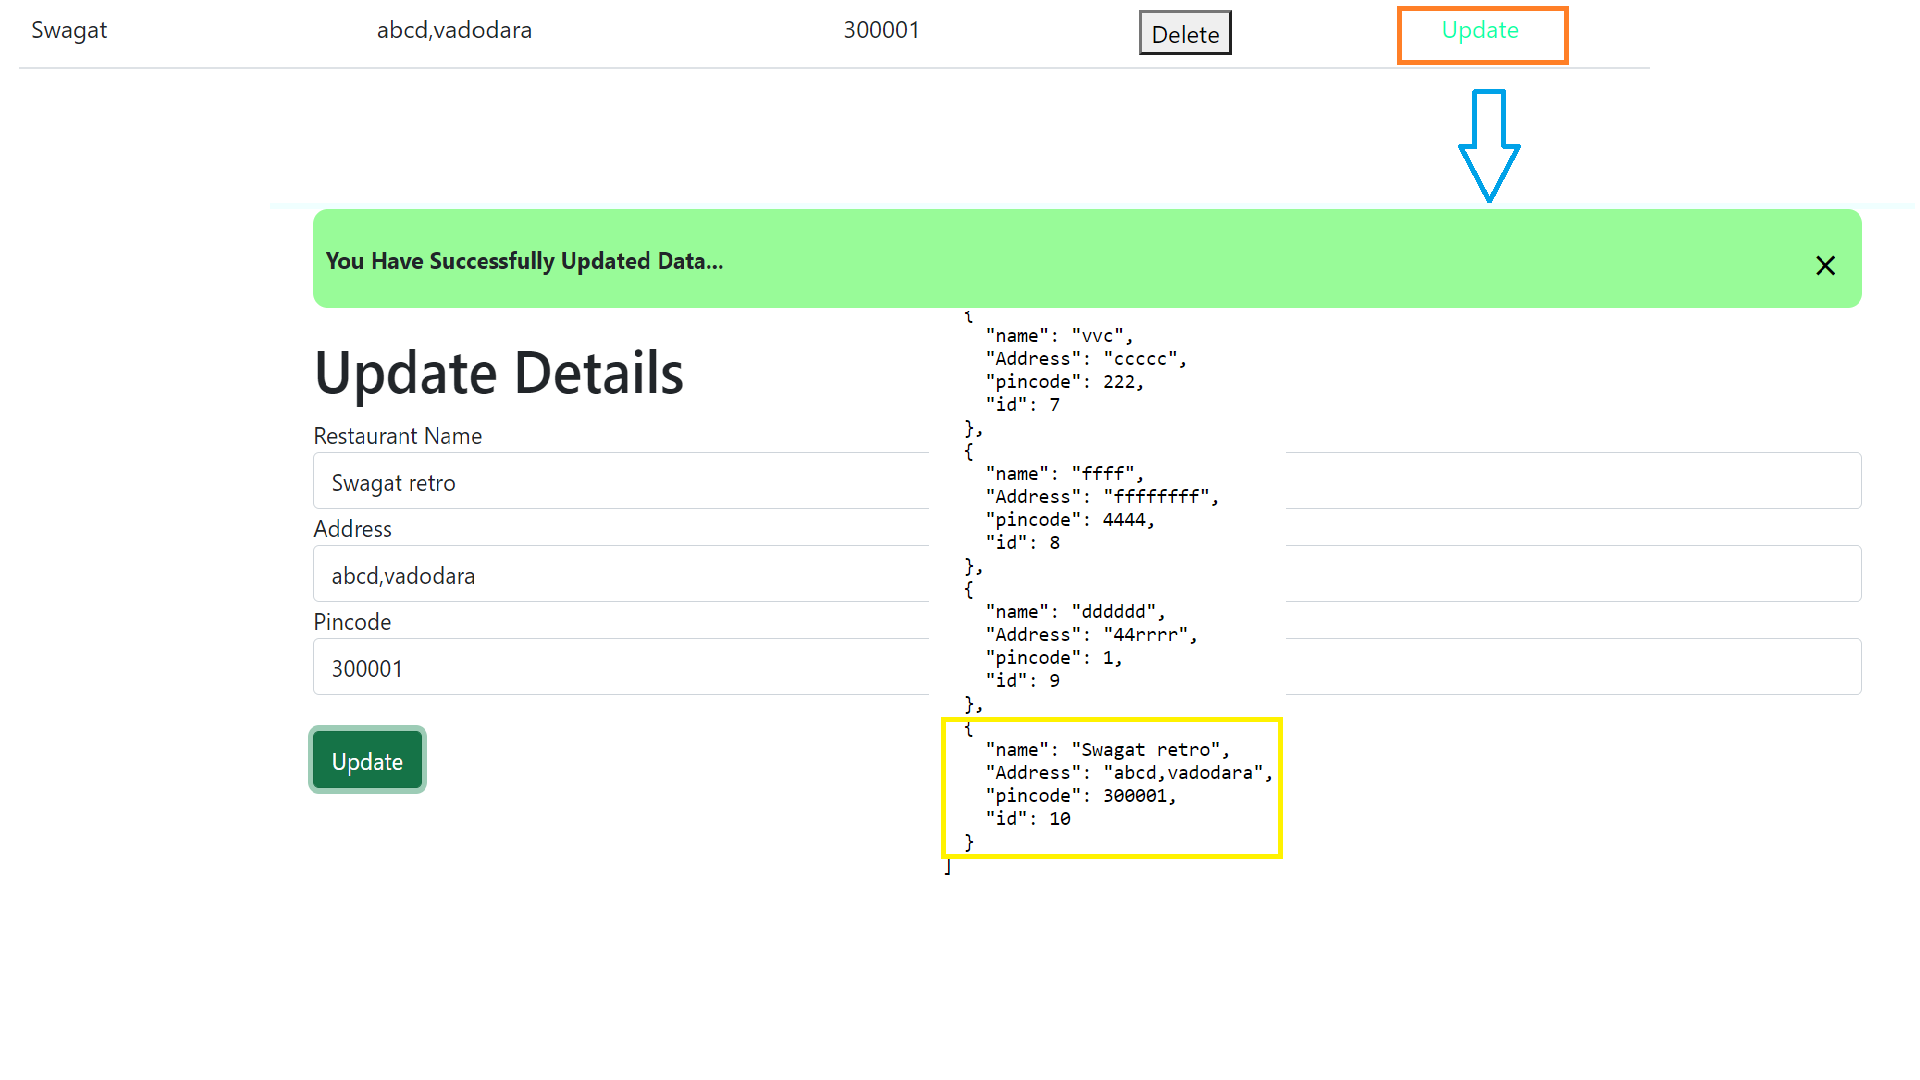 Swagat abcd,vadodara 300001 Delete Update
You Have Successfully Updated Data...
Update Details
Restaurant Name
Swagat retro
Address
abcd,vadodara
Pincode
300001
Update
{
"name": "vvc",
"Address": "ccccc",
"pincode": 222,
"id": 7
},
{
"name": "ffff",
"Address": "ffffffff",
"pincode": 4444,
"id": 8
},
{
"name": "dddddd",
"Address": "44rrrr",
"pincode": 1,
"id": 9
},
{
"name": "Swagat retro",
"Address": "abcd,vadodara",
"pincode": 300001,
"id": 10
}
]